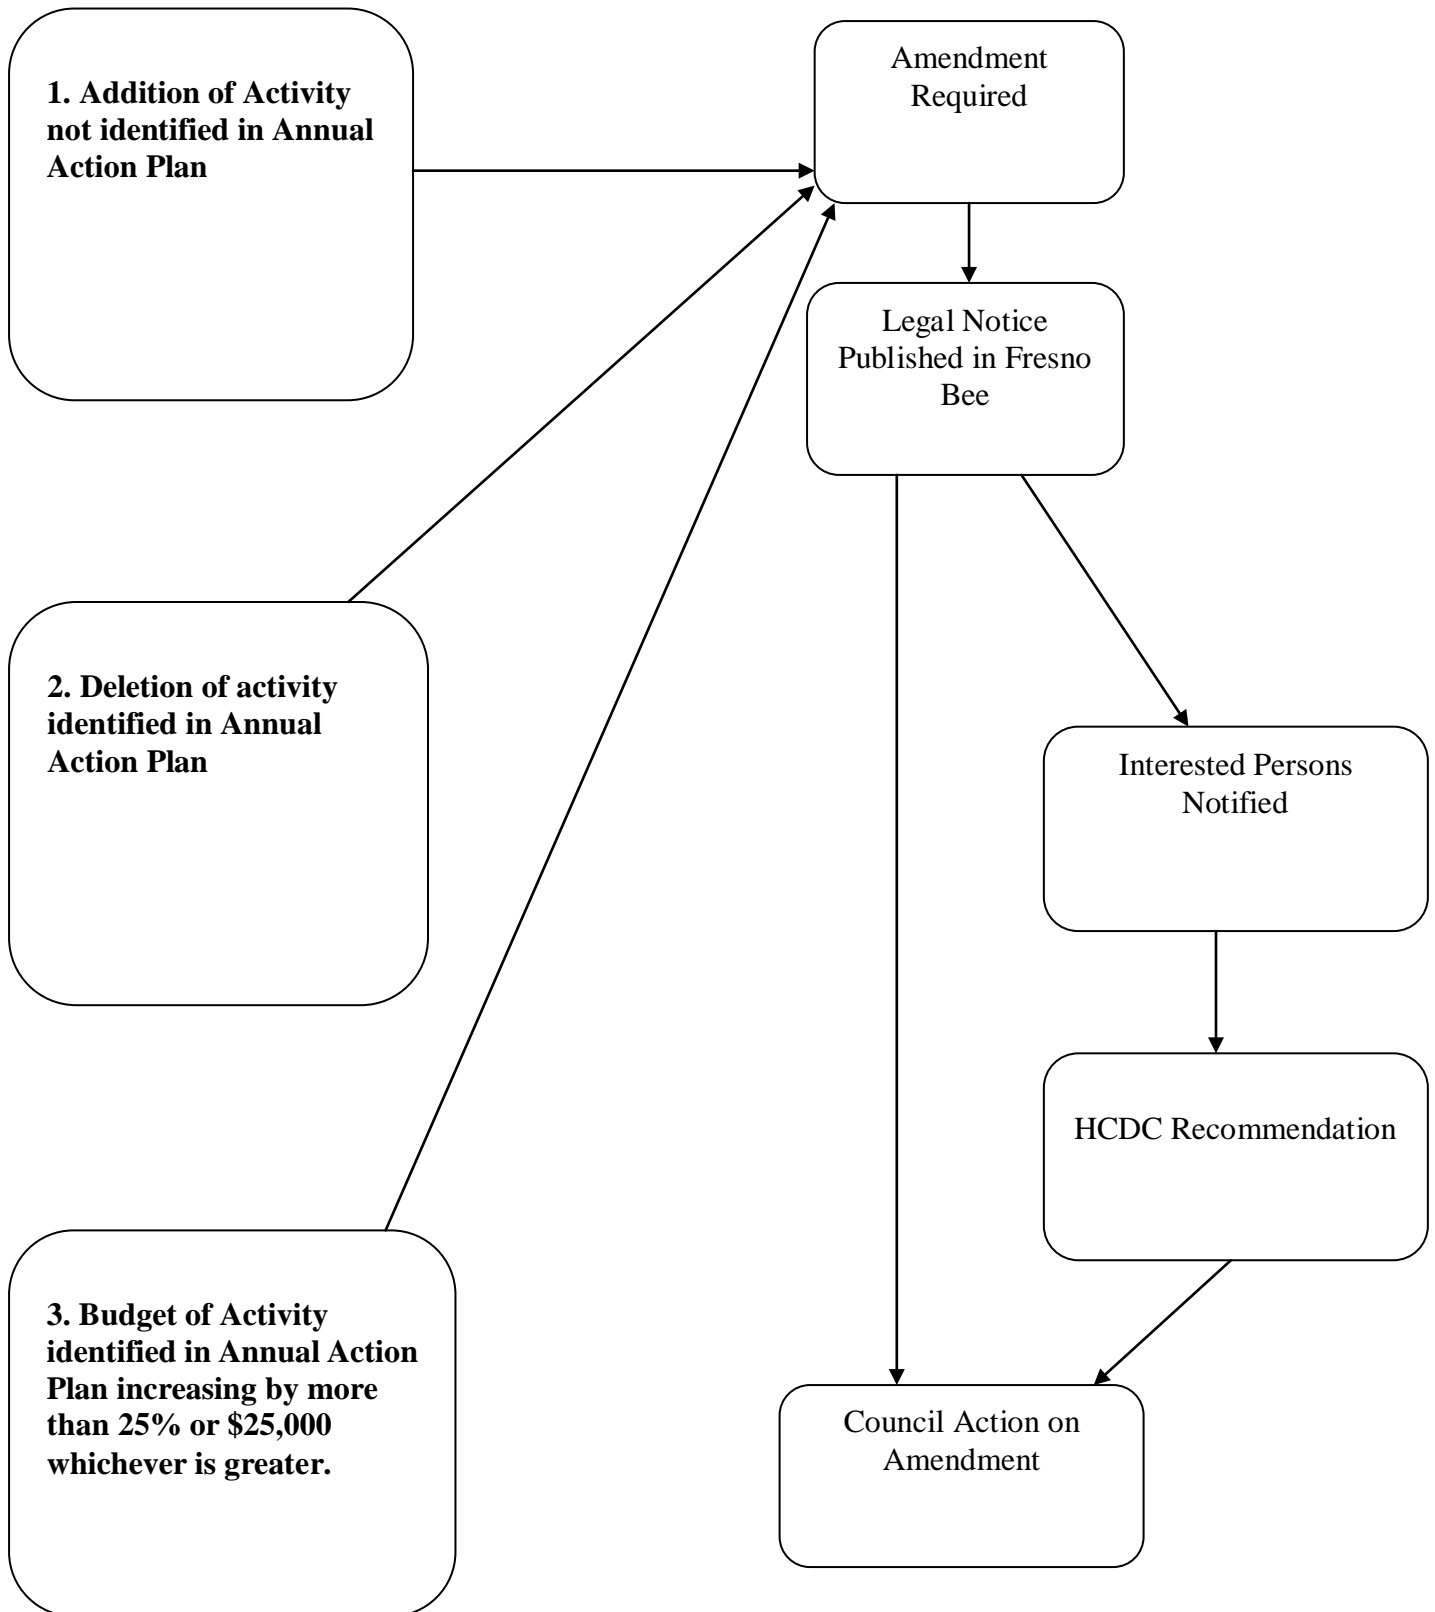 1. Addition of Activity
not identified in Annual
Action Plan
Amendment
Required
Legal Notice
Published in Fresno
Bee
2. Deletion of activity
identified in Annual
Action Plan
Interested Persons
Notified
HCDC Recommendation
3. Budget of Activity
identified in Annual Action
Plan increasing by more
than 25% or $25,000
whichever is greater.
Council Action on
Amendment